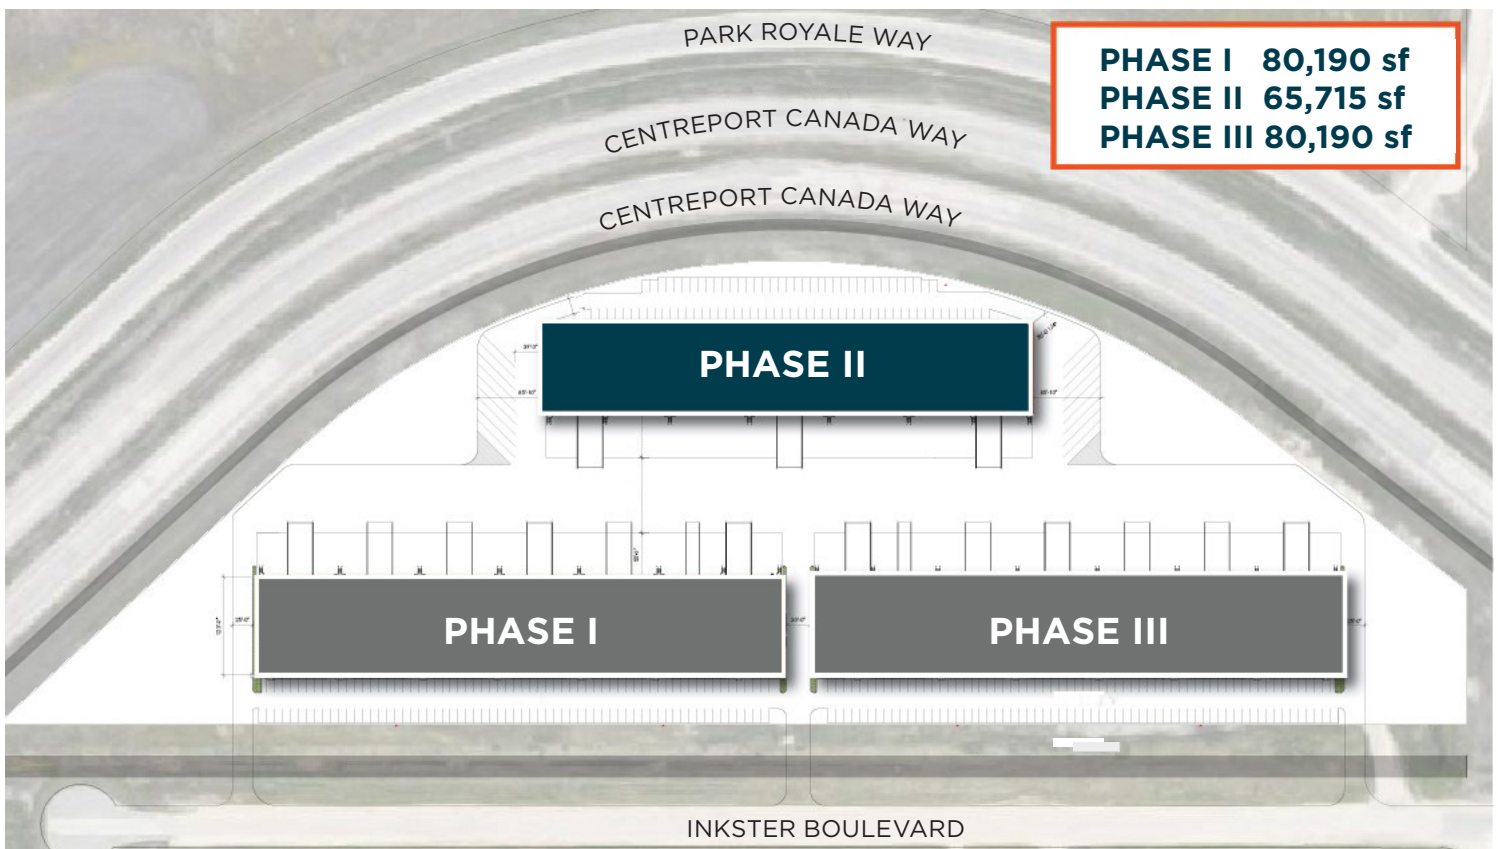 PARK ROYALE WAY
PHASE I 80,190 sf
PHASE II 65,715 sf
PHASE III 80,190 sf
CENTREPORT CANADA WAY
CENTREPORT CANADA WAY
PHASE II
PHASE I
PHASE III
INKSTER BOULEVARD